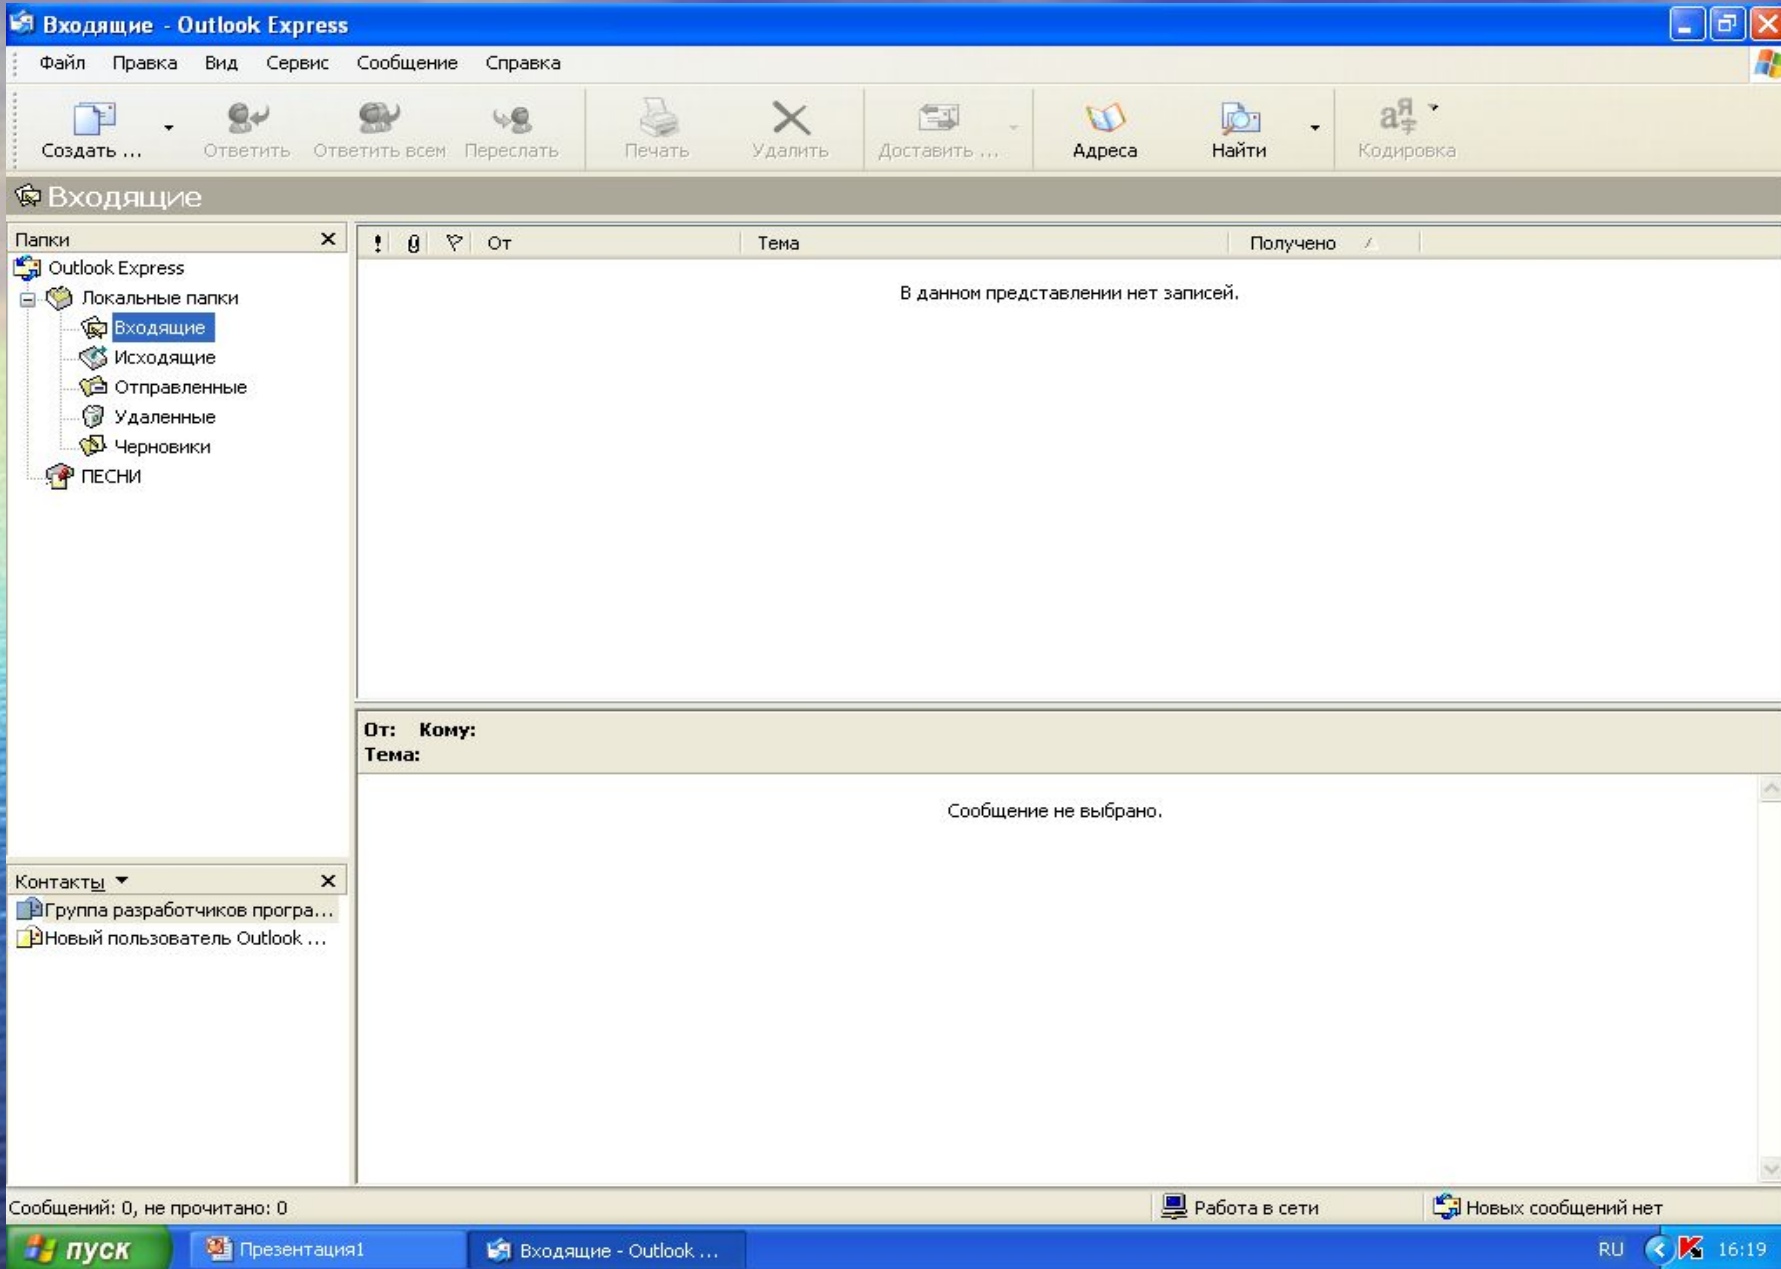 Входящие - Outlook Express
Файл Правка Вид Сервис Сообщение Справка
Создать ... Ответить Ответить всем Переслать Печать Удалить Доставить ... Адреса Найти Кодировка
Входящие
Папки
От Тема Получено
Outlook Express
Локальные папки
Входящие
Исходящие
Отправленные
Удаленные
Черновики
ПЕСНИ
В данном представлении нет записей.
От: Кому:
Тема:
Сообщение не выбрано.
Контакты
Группа разработчиков програ...
Новый пользователь Outlook ...
Сообщений: 0, не прочитано: 0 Работа в сети Новых сообщений нет
пуск Презентация1 Входящие - Outlook ... RU 16:19